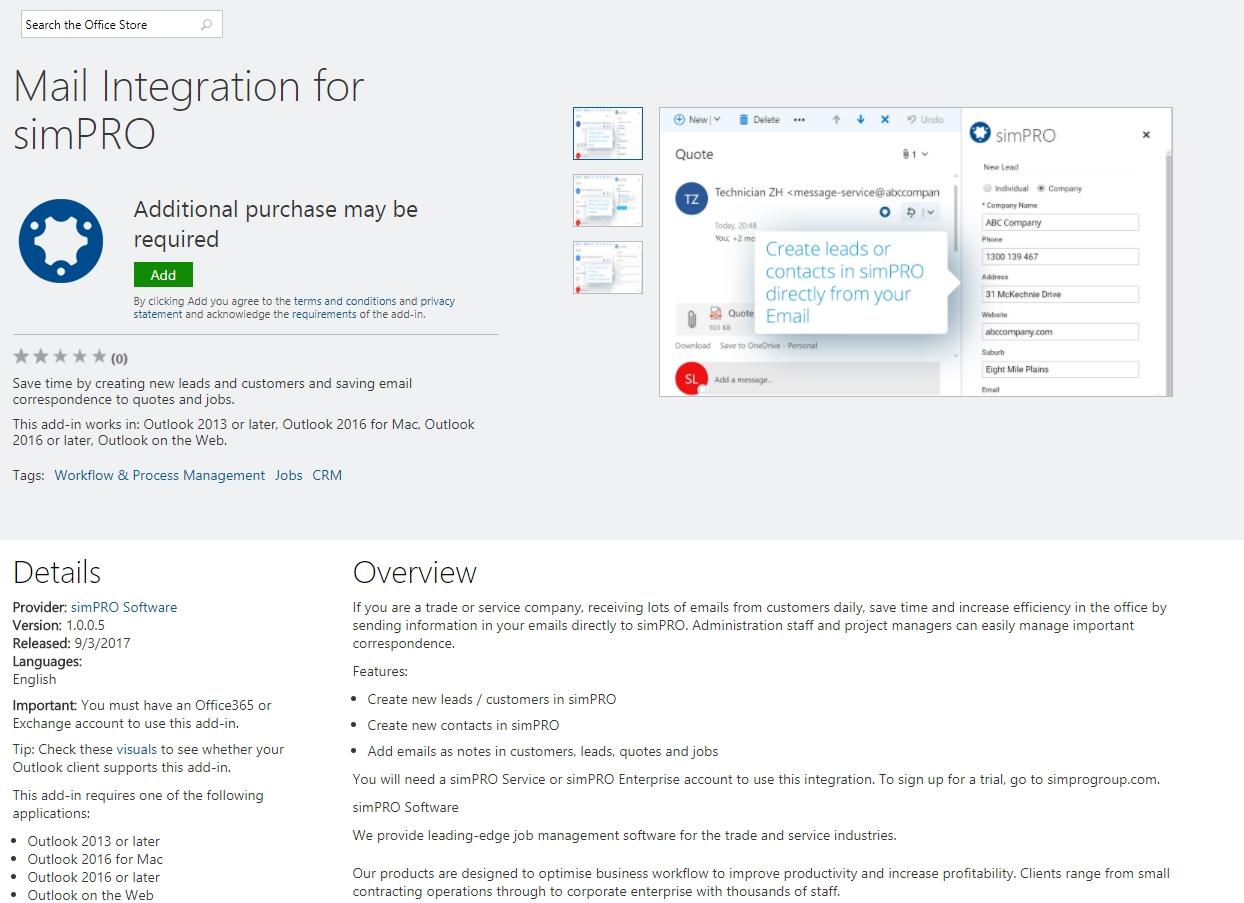 Search the Office Store
Mail Integration for
simPRO
Additional purchase may be
required
Add
By clicking Add you agree to the terms and conditions and privacy
statement and acknowledge the requirements of the add-in.
(0)
Save time by creating new leads and customers and saving email
correspondence to quotes and jobs.
This add-in works in: Outlook 2013 or later, Outlook 2016 for Mac, Outlook
2016 or later, Outlook on the Web.
Tags: Workflow & Process Management Jobs CRM
New
Delete
Undo
Quote
1
TZ
Technician ZH <message-service@abccompan
Today, 20:48
You; +2 mo
Create leads or
contacts in simPRO
directly from your
Email
Quote
103 KB
Download Save to OneDrive - Personal
SL
Add a message...
simPRO
New Lead
Individual Company
* Company Name
ABC Company
Phone
1300 139 467
Address
31 McKechnie Drive
Website
abccompany.com
Suburb
Eight Mile Plains
Email
Details
Provider: simPRO Software
Version: 1.0.0.5
Released: 9/3/2017
Languages:
English
Important: You must have an Office365 or
Exchange account to use this add-in.
Tip: Check these visuals to see whether your
Outlook client supports this add-in.
This add-in requires one of the following
applications:
Outlook 2013 or later
Outlook 2016 for Mac
Outlook 2016 or later
Outlook on the Web
Overview
If you are a trade or service company, receiving lots of emails from customers daily, save time and increase efficiency in the office by
sending information in your emails directly to simPRO. Administration staff and project managers can easily manage important
correspondence.
Features:
Create new leads / customers in simPRO
Create new contacts in simPRO
Add emails as notes in customers, leads, quotes and jobs
You will need a simPRO Service or simPRO Enterprise account to use this integration. To sign up for a trial, go to simprogroup.com.
simPRO Software
We provide leading-edge job management software for the trade and service industries.
Our products are designed to optimise business workflow to improve productivity and increase profitability. Clients range from small
contracting operations through to corporate enterprise with thousands of staff.